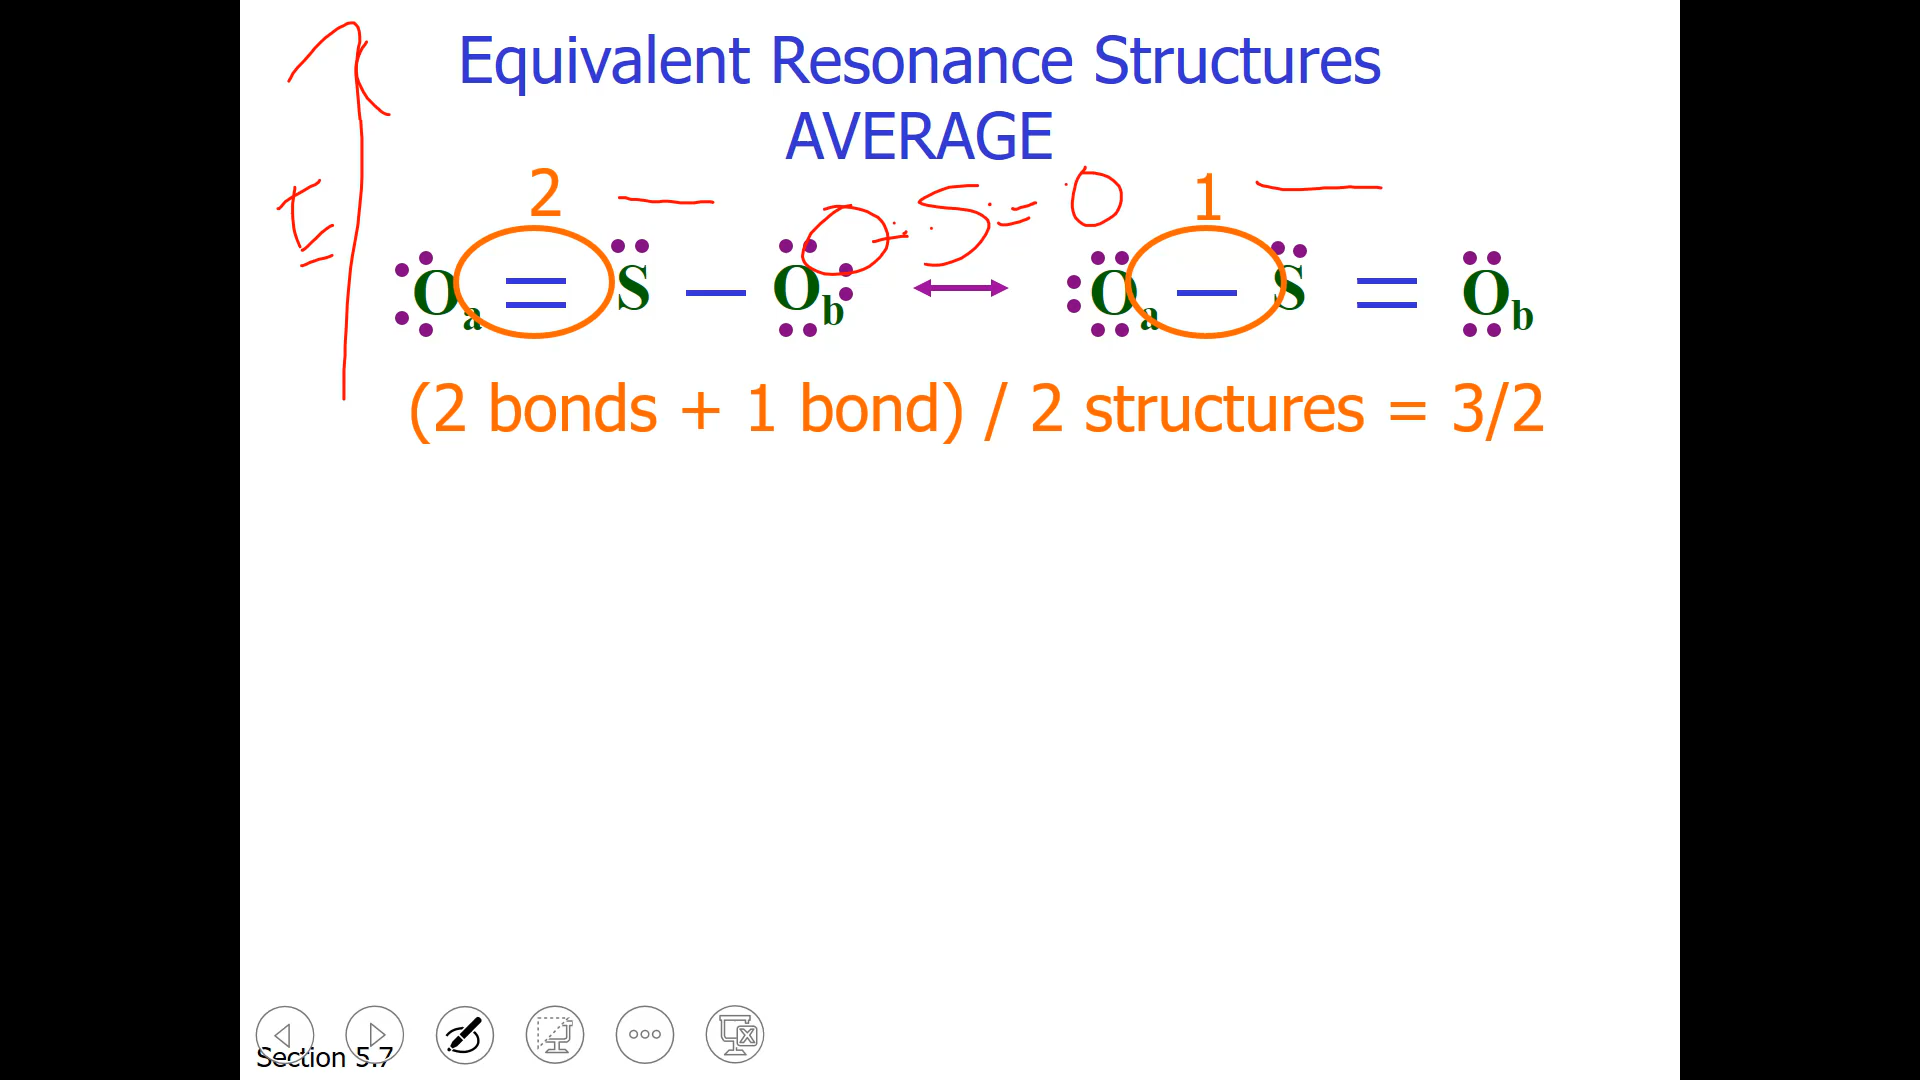 Equivalent Resonance Structures
AVERAGE
2 1
E
O-S=O
Oa = S — Ob ↔ Oa — S = Ob
(2 bonds + 1 bond) / 2 structures = 3/2
Section 5.7